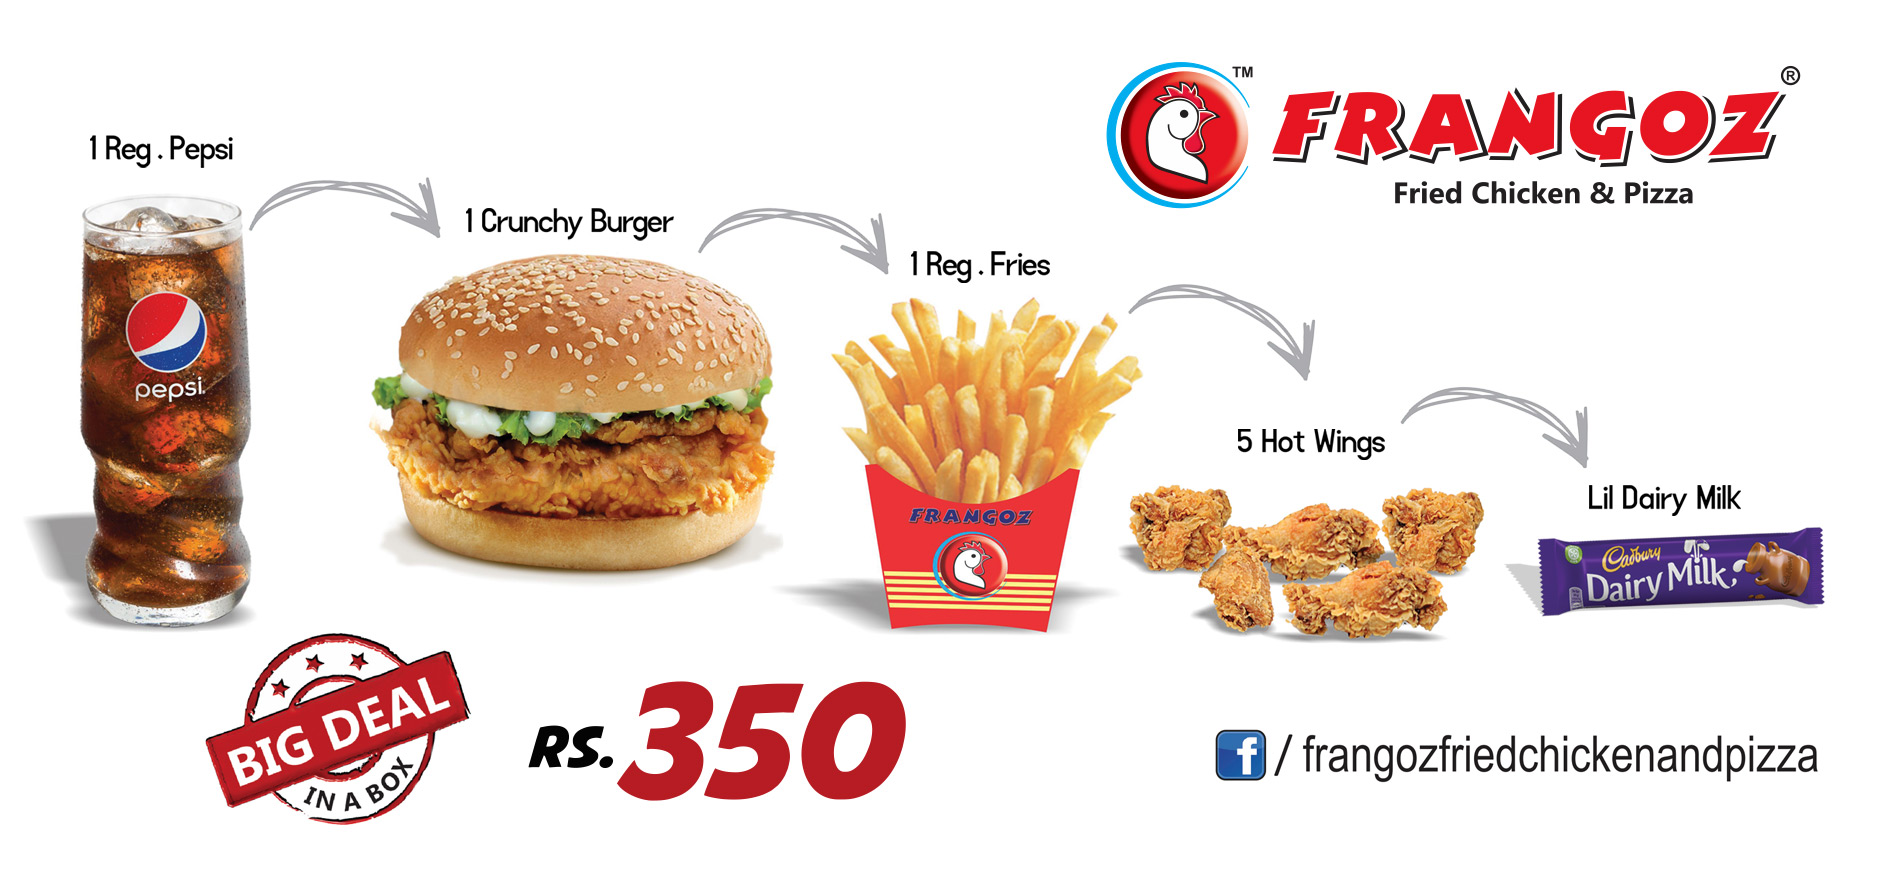 TM
FRANGOZ®
Fried Chicken & Pizza
1 Reg . Pepsi
1 Crunchy Burger
1 Reg . Fries
5 Hot Wings
Lil Dairy Milk
pepsi
FRANGOZ
Cadbury
Dairy Milk
BIG DEAL
IN A BOX
RS.350
f / frangozfriedchickenandpizza